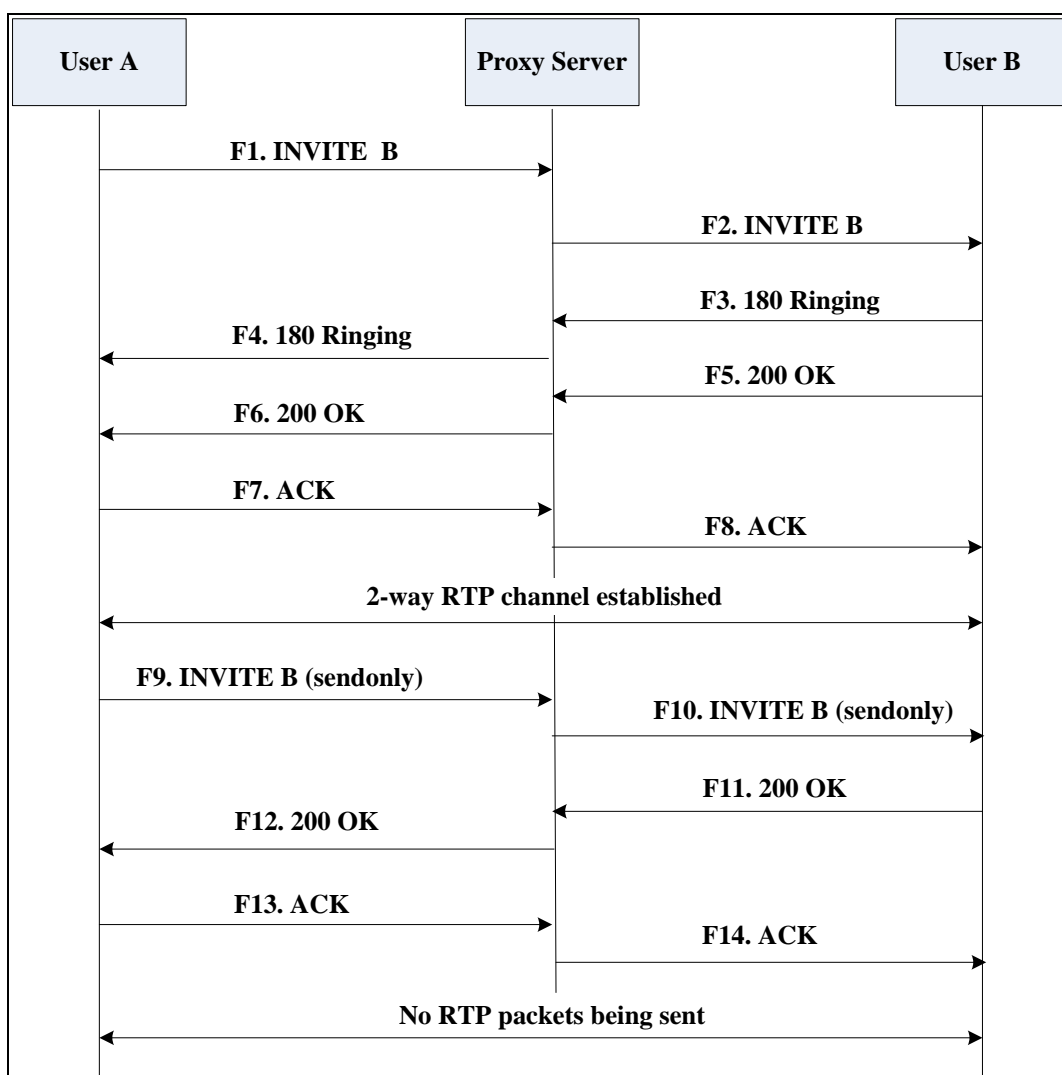 User A
Proxy Server
User B
F1. INVITE B
F2. INVITE B
F3. 180 Ringing
F4. 180 Ringing
F5. 200 OK
F6. 200 OK
F7. ACK
F8. ACK
2-way RTP channel established
F9. INVITE B (sendonly)
F10. INVITE B (sendonly)
F11. 200 OK
F12. 200 OK
F13. ACK
F14. ACK
No RTP packets being sent